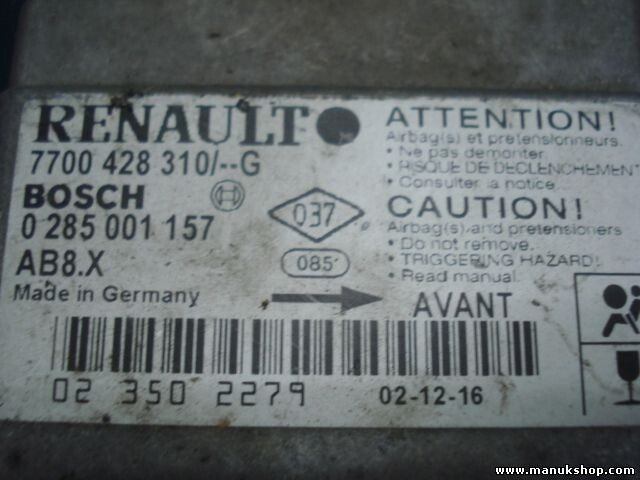 RENAULT
7700 428 310/--G
BOSCH
0 285 001 157
AB8.X
Made in Germany
037
085
ATTENTION!
Airbag(s) et pretensionneurs
• Ne pas demonter
• RISQUE DE DECLENCHEMENT
• Consulter la notice.
CAUTION!
Airbag(s) and pretensioners
• Do not remove.
• TRIGGERING HAZARD!
• Read manual.
AVANT
02 350 2279
02-12-16
www.manukshop.com